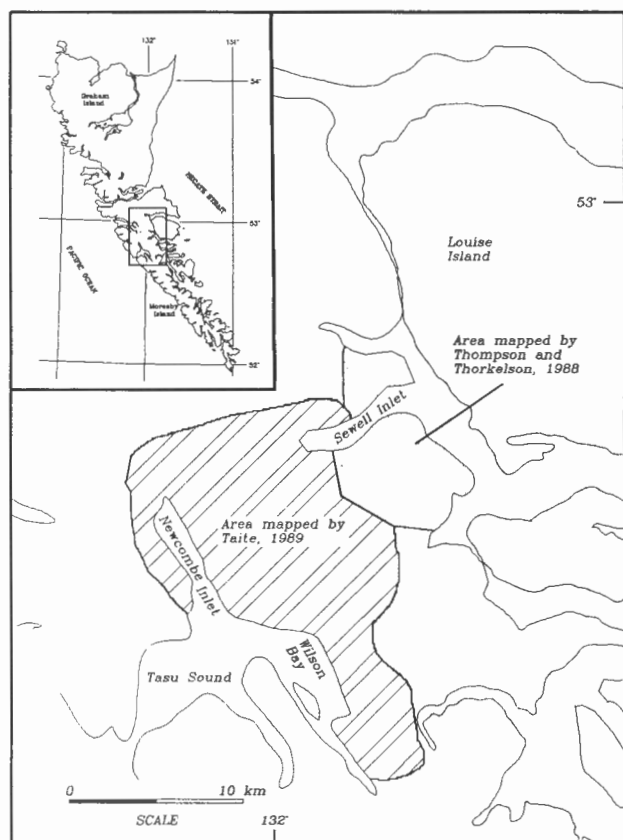 132°
131°
54°
Graham
Island
HECATE STRAIT
53°
PACIFIC OCEAN
Moresby
Island
52°
53°
Louise
Island
Area mapped by
Thompson and
Thorkelson, 1988
Sewell Inlet
Area mapped by
Taite, 1989
Newcombe Inlet
Wilson
Bay
Tasu Sound
0
10 km
SCALE
132°